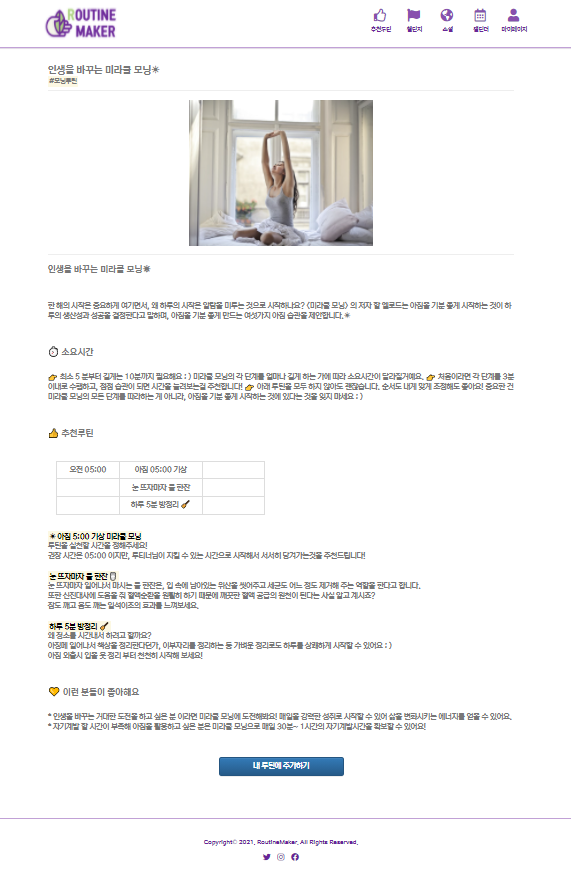 ROUTINE
MAKER
추천루틴
챌린지
소셜
캘린더
마이페이지
인생을 바꾸는 미라클 모닝☀
#모닝루틴
인생을 바꾸는 미라클 모닝☀
한 해의 시작은 중요하게 여기면서, 왜 하루의 시작은 알람을 미루는 것으로 시작하나요? <미라클 모닝> 의 저자 할 엘로드는 아침을 기분 좋게 시작하는 것이 하
루의 생산성과 성공을 결정한다고 말하며, 아침을 기분 좋게 만드는 여섯가지 아침 습관을 제안합니다.☀
⏱ 소요시간
👉 최소 5 분부터 길게는 10분까지 필요해요 : ) 미라클 모닝의 각 단계를 얼마나 길게 하는 가에 따라 소요시간이 달라질거예요. 👉 처음이라면 각 단계를 3분
이내로 수행하고, 점점 습관이 되면 시간을 늘려보는걸 추천합니다! 👉 아래 루틴을 모두 하지 않아도 괜찮습니다. 순서도 내게 맞게 조정해도 좋아요! 중요한 건
미라클 모닝의 모든 단계를 따라하는 게 아니라, 아침을 기분 좋게 시작하는 것에 있다는 것을 잊지 마세요 : )
👍 추천루틴
오전 05:00 아침 05:00 기상
눈 뜨자마자 물 한잔
하루 5분 방정리 🧹
☀ 아침 5:00 기상 미라클 모닝
루틴을 실천할 시간을 정해주세요!
권장 시간은 05:00 이지만, 루티너님이 지킬 수 있는 시간으로 시작해서 서서히 당겨가는것을 추천드립니다!
눈 뜨자마자 물 한잔 🥛
눈 뜨자마자 일어나서 마시는 물 한잔은, 입 속에 남아있는 위산을 씻어주고 세균도 어느 정도 제거해 주는 역할을 한다고 합니다.
또한 신진대사에 도움을 줘 혈액순환을 원활히 하기 때문에 깨끗한 혈액 공급의 원천이 된다는 사실 알고 계시죠?
잠도 깨고 몸도 깨는 일석이조의 효과를 느껴보세요.
하루 5분 방정리 🧹
왜 청소를 시간내서 하려고 할까요?
아침에 일어나서 책상을 정리한다던가, 이부자리를 정리하는 등 가벼운 정리로도 하루를 상쾌하게 시작할 수 있어요 : )
아침 외출시 입을 옷 정리 부터 천천히 시작해 보세요!
🧡 이런 분들이 좋아해요
* 인생을 바꾸는 거대한 도전을 하고 싶은 분 이라면 미라클 모닝에 도전해봐요! 매일을 강력한 성취로 시작할 수 있어 삶을 변화시키는 에너지를 얻을 수 있어요.
* 자기계발 할 시간이 부족해 아침을 활용하고 싶은 분은 미라클 모닝으로 매일 30분~ 1시간의 자기계발시간을 확보할 수 있어요!
내 루틴에 추가하기
Copyright© 2021. RoutineMaker. All Rights Reserved.